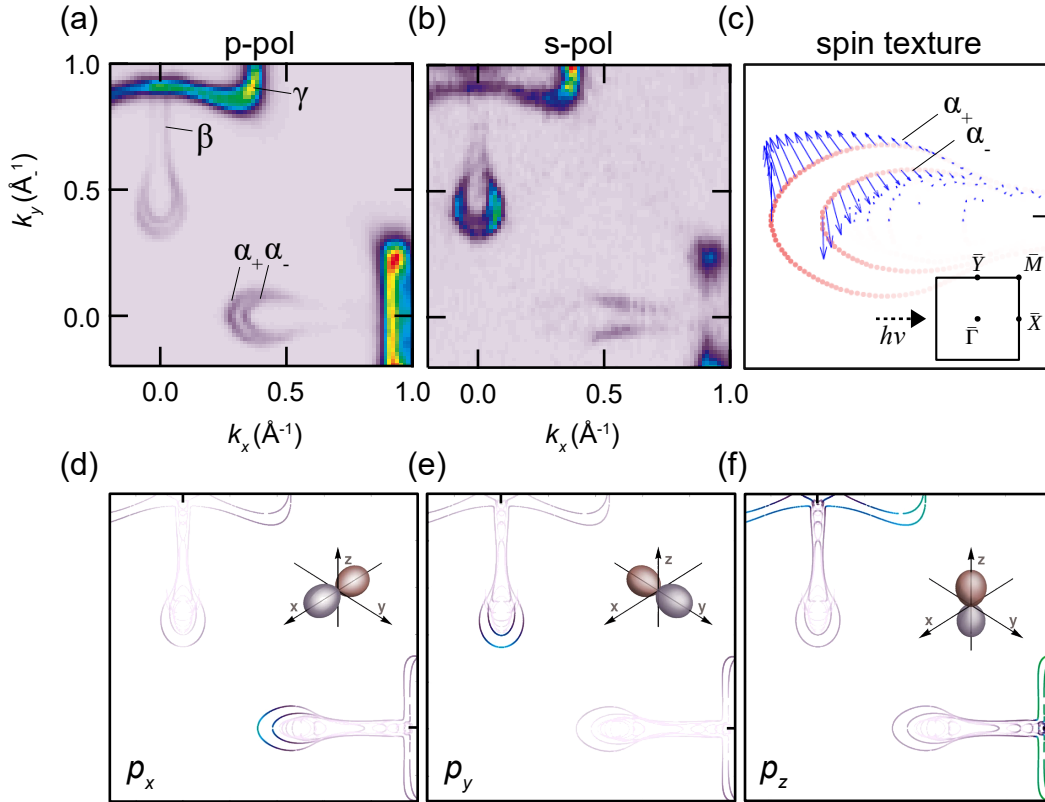 (a) (b) (c)
p-pol s-pol spin texture
1.0
0.5
0.0
k_y (Å⁻¹)
γ
β
α₊ α₋
0.0 0.5 1.0
k_x (Å⁻¹)
0.0 0.5 1.0
k_x (Å⁻¹)
α₊
α₋
Ȳ M̄
hν Γ̄ X̄
(d) (e) (f)
z
x y
p_x
z
x y
p_y
z
x y
p_z